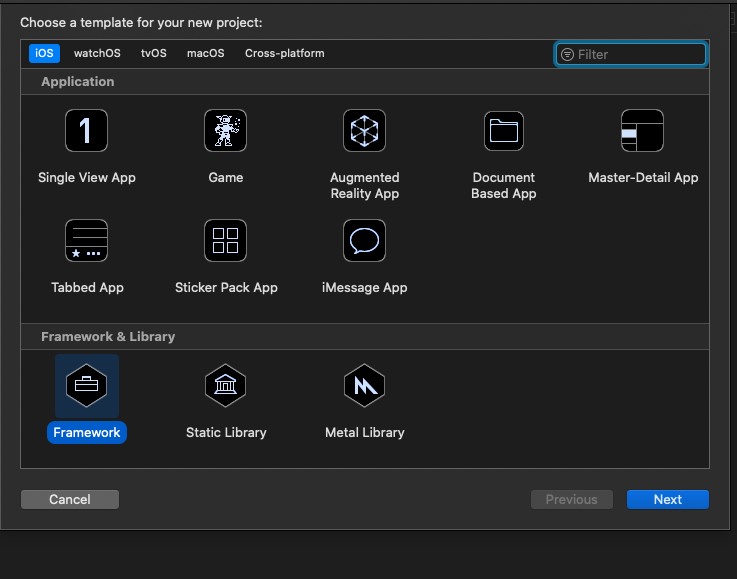 Choose a template for your new project:
iOS watchOS tvOS macOS Cross-platform Filter
Application
1
Single View App Game Augmented Reality App Document Based App Master-Detail App
Tabbed App Sticker Pack App iMessage App
Framework & Library
Framework Static Library Metal Library
Cancel Previous Next